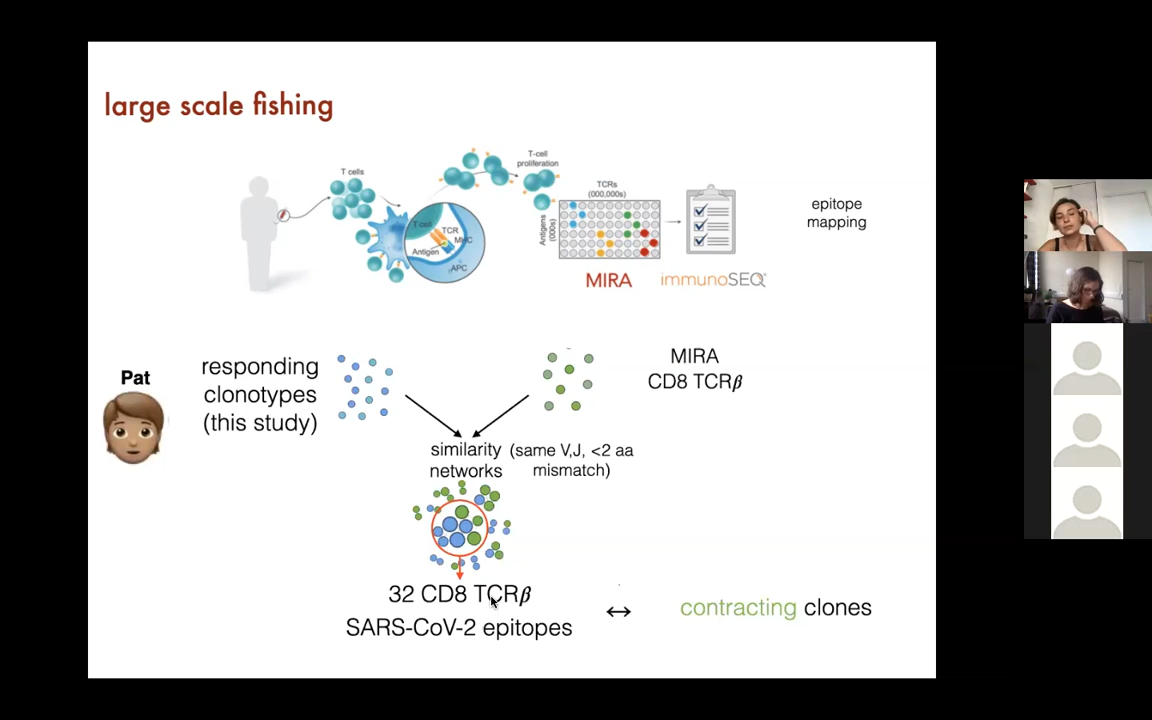 large scale fishing
T cells
T-cell
proliferation
T cell
TCR
MHC
Antigen
APC
TCRs
(000,000s)
Antigens
(000s)
MIRA
immunoSEQ
epitope
mapping
Pat
responding
clonotypes
(this study)
MIRA
CD8 TCRβ
similarity (same V,J, <2 aa
networks mismatch)
32 CD8 TCRβ
SARS-CoV-2 epitopes
↔
contracting clones